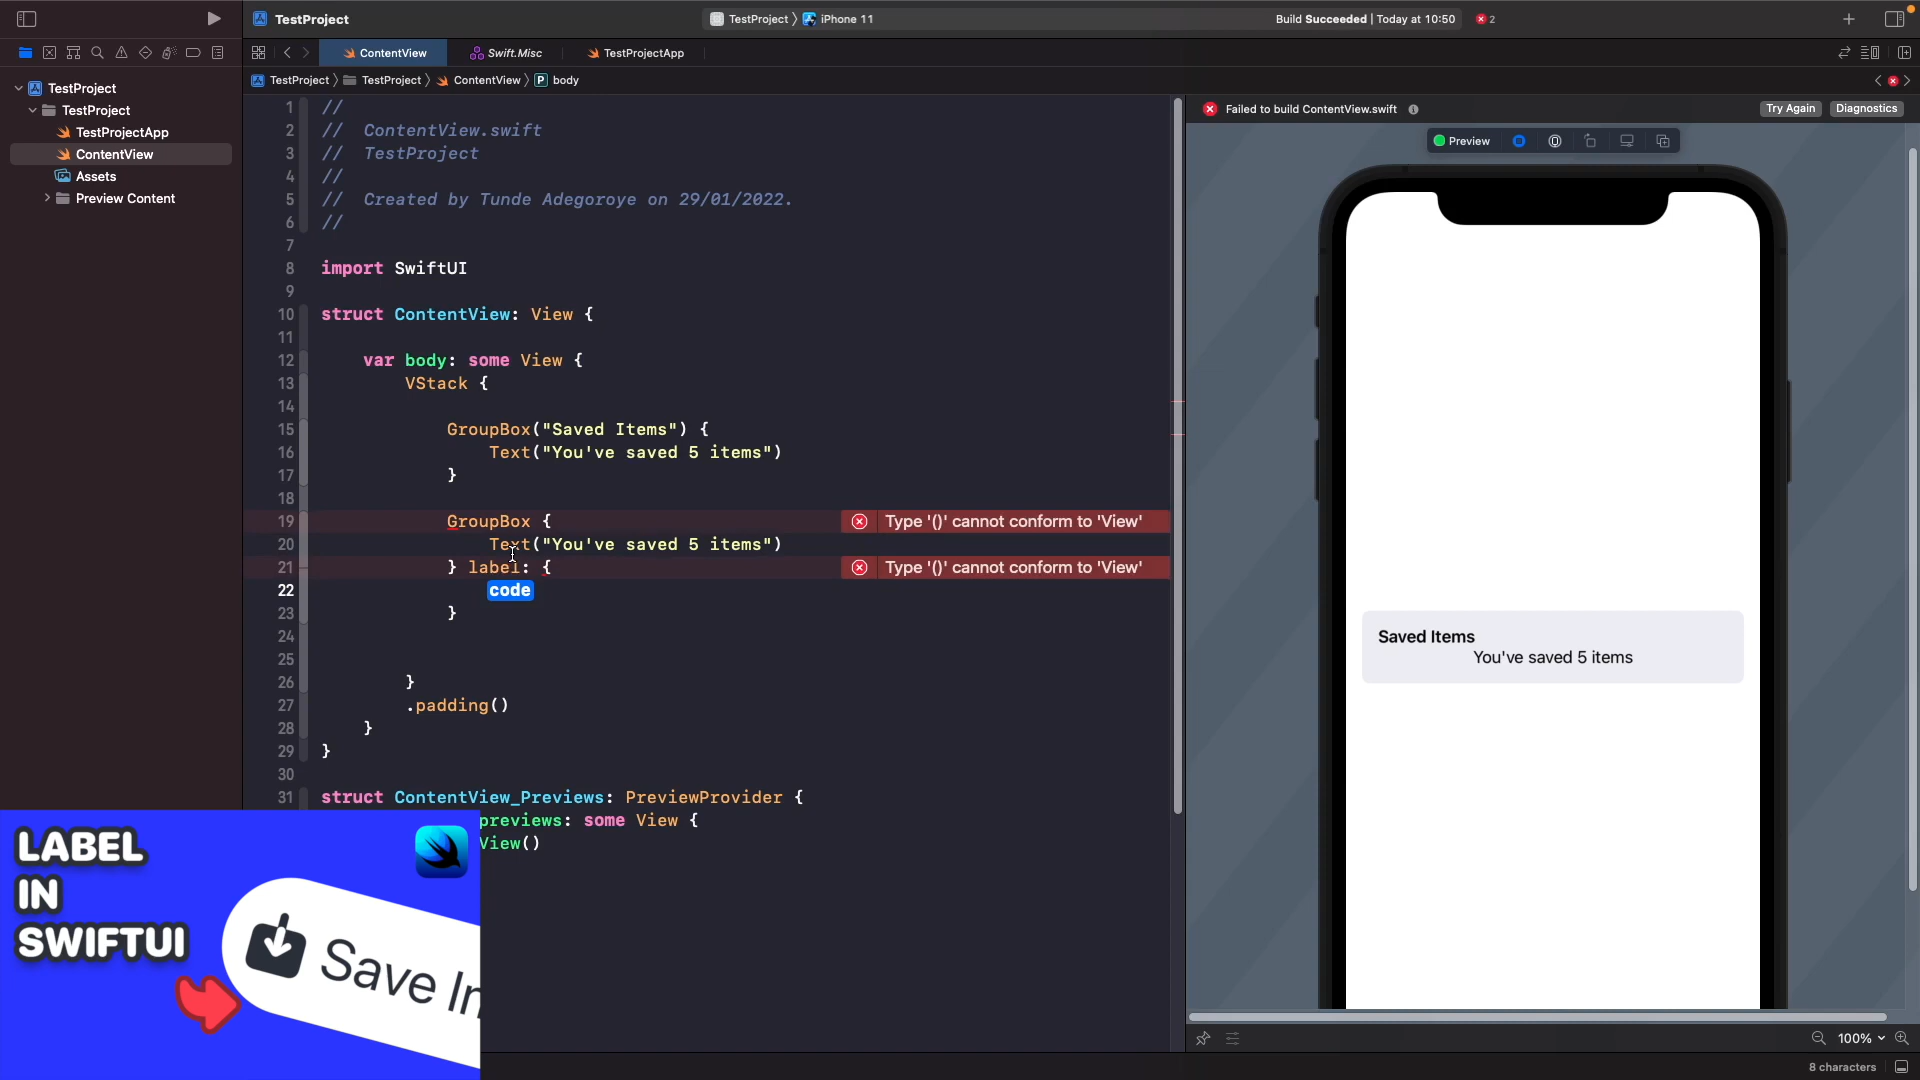 TestProject
TestProject › iPhone 11
Build Succeeded | Today at 10:50
2
ContentView
Swift.Misc
TestProjectApp
TestProject › TestProject › ContentView › P body
TestProject
TestProject
TestProjectApp
ContentView
Assets
Preview Content
1 //
2 // ContentView.swift
3 // TestProject
4 //
5 // Created by Tunde Adegoroye on 29/01/2022.
6 //
7
8 import SwiftUI
9
10 struct ContentView: View {
11
12 var body: some View {
13 VStack {
14
15 GroupBox("Saved Items") {
16 Text("You've saved 5 items")
17 }
18
19 GroupBox { Type '()' cannot conform to 'View'
20 Text("You've saved 5 items")
21 } label: { Type '()' cannot conform to 'View'
22 code
23 }
24
25
26 }
27 .padding()
28 }
29 }
30
31 struct ContentView_Previews: PreviewProvider {
previews: some View {
View()
Failed to build ContentView.swift
Try Again
Diagnostics
Preview
Saved Items
You've saved 5 items
100%
8 characters
LABEL
IN
SWIFTUI
Save